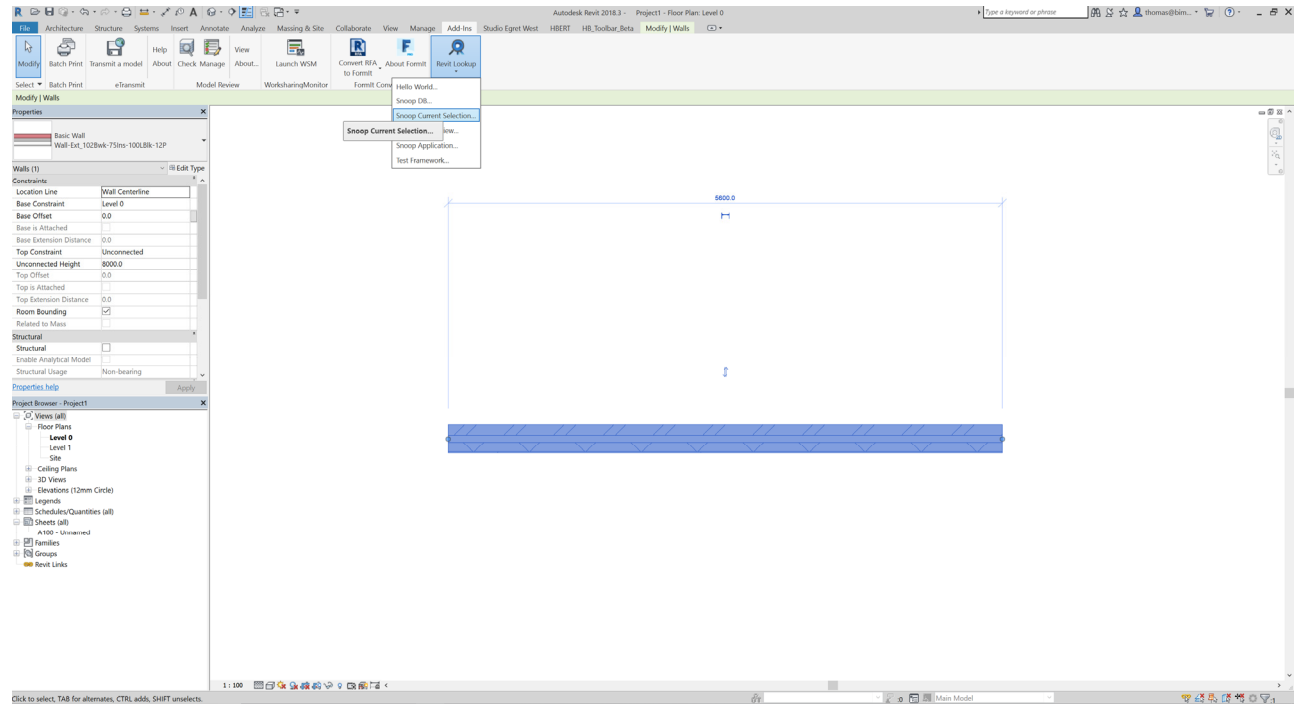 Autodesk Revit 2018.3 - Project1 - Floor Plan: Level 0
Type a keyword or phrase
thomas@bim...
File Architecture Structure Systems Insert Annotate Analyze Massing & Site Collaborate View Manage Add-Ins Studio Egret West HBERT HB_Toolbar_Beta Modify | Walls
Modify Batch Print Transmit a model Help About Check Manage View About... Launch WSM Convert RFA to FormIt About FormIt Revit Lookup
Select Batch Print eTransmit Model Review WorksharingMonitor FormIt Conv
Hello World...
Snoop DB...
Snoop Current Selection...
Snoop Current Selection...
ew...
Snoop Application...
Test Framework...
Modify | Walls
Properties
Basic Wall
Wall-Ext_102Bwk-75Ins-100LBlk-12P
Walls (1) Edit Type
Constraints
Location Line Wall Centerline
Base Constraint Level 0
Base Offset 0.0
Base is Attached
Base Extension Distance 0.0
Top Constraint Unconnected
Unconnected Height 8000.0
Top Offset 0.0
Top is Attached
Top Extension Distance 0.0
Room Bounding
Related to Mass
Structural
Structural
Enable Analytical Model
Structural Usage Non-bearing
Properties help Apply
Project Browser - Project1
Views (all)
Floor Plans
Level 0
Level 1
Site
Ceiling Plans
3D Views
Elevations (12mm Circle)
Legends
Schedules/Quantities (all)
Sheets (all)
A100 - Unnamed
Families
Groups
Revit Links
5600.0
1 : 100
Click to select, TAB for alternates, CTRL adds, SHIFT unselects.
:0
Main Model
:1